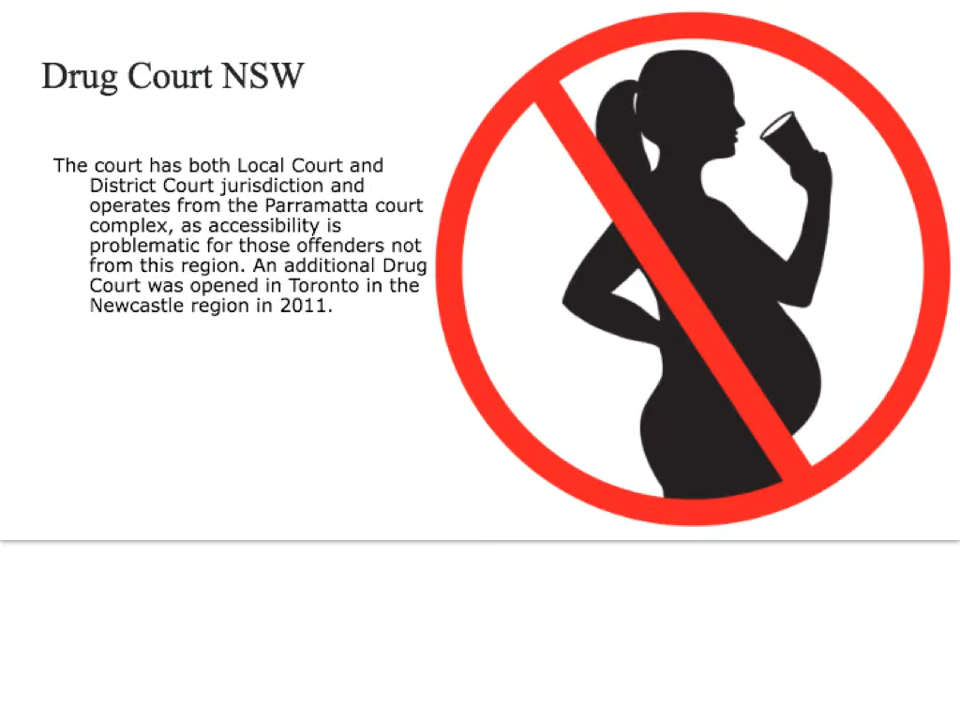 Drug Court NSW
The court has both Local Court and
District Court jurisdiction and
operates from the Parramatta court
complex, as accessibility is
problematic for those offenders not
from this region. An additional Drug
Court was opened in Toronto in the
Newcastle region in 2011.